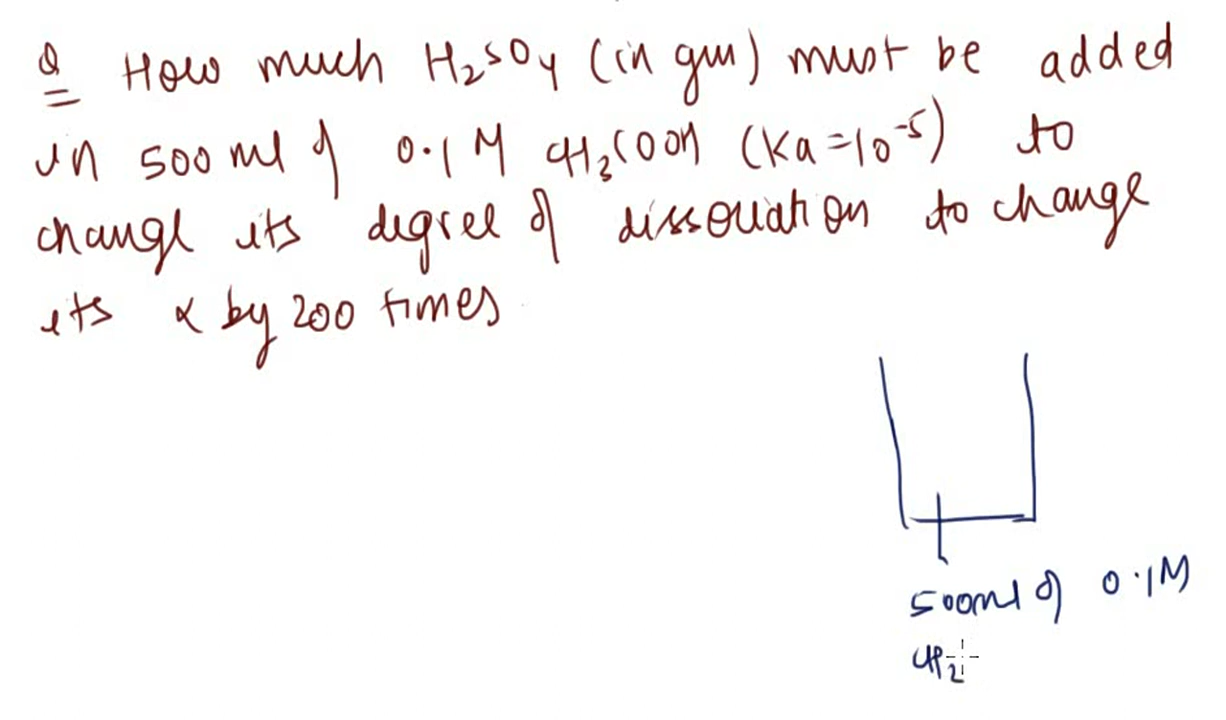 Q How much H₂SO₄ (in gm) must be added
in 500 ml of 0.1 M CH₃COOH (Ka = 10⁻⁵) to
change its degree of dissociation to change
its α by 200 times
500ml of 0.1M
CH₂